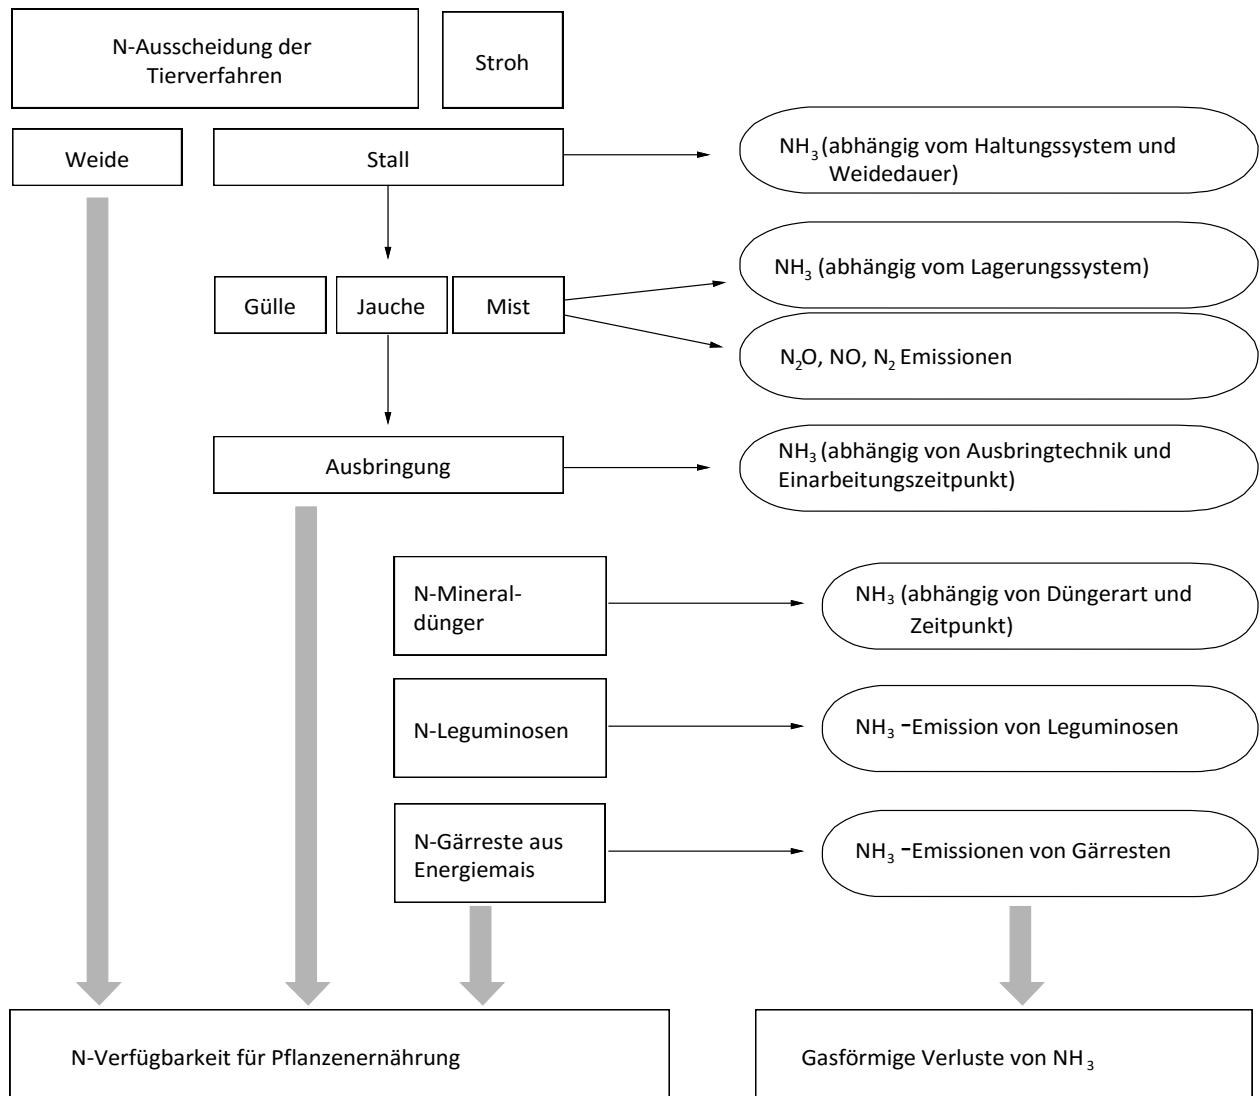 N-Ausscheidung der
Tierverfahren
Stroh
Weide
Stall
NH₃ (abhängig vom Haltungssystem und
Weidedauer)
Gülle
Jauche
Mist
NH₃ (abhängig vom Lagerungssystem)
N₂O, NO, N₂ Emissionen
Ausbringung
NH₃ (abhängig von Ausbringtechnik und
Einarbeitungszeitpunkt)
N-Mineral-
dünger
NH₃ (abhängig von Düngerart und
Zeitpunkt)
N-Leguminosen
NH₃ -Emission von Leguminosen
N-Gärreste aus
Energiemais
NH₃ -Emissionen von Gärresten
N-Verfügbarkeit für Pflanzenernährung
Gasförmige Verluste von NH₃